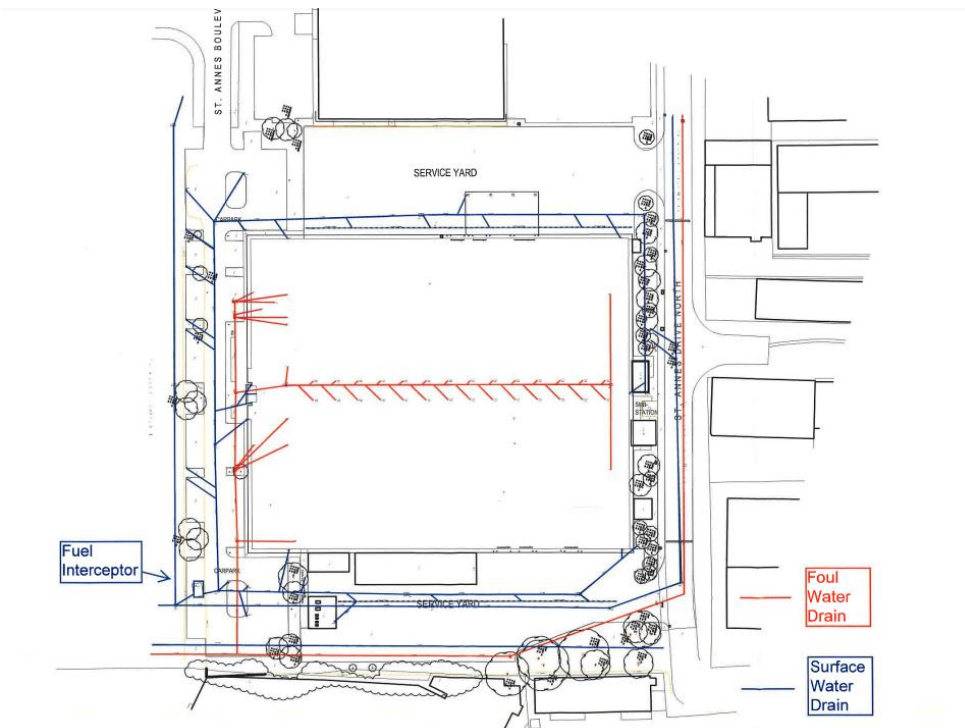 ST. ANNES BOULEV
SERVICE YARD
CARPARK
ST. ANNES DRIVE NORTH
SUB-
STATION
Fuel
Interceptor
CARPARK
SERVICE YARD
Foul
Water
Drain
Surface
Water
Drain